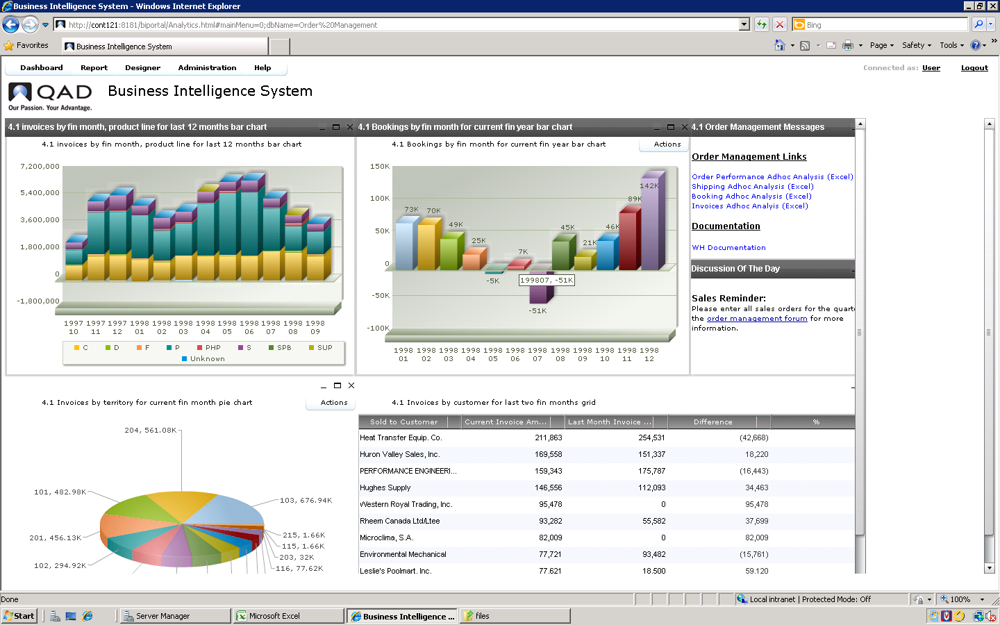 Business Intelligence System - Windows Internet Explorer
http://cont121:8181/biportal/Analytics.html#mainMenu=0;dbName=Order%20Management
Bing
Favorites
Business Intelligence System
Page
Safety
Tools
Dashboard Report Designer Administration Help
Connected as: User Logout
QAD
Our Passion. Your Advantage.
Business Intelligence System
4.1 invoices by fin month, product line for last 12 months bar chart
4.1 invoices by fin month, product line for last 12 months bar chart
7,200,000
5,400,000
3,600,000
1,800,000
0
-1,800,000
1997 1997 1997 1998 1998 1998 1998 1998 1998 1998 1998 1998
10 11 12 01 02 03 04 05 06 07 08 09
C D F P PHP S SPB SUP
Unknown
4.1 Bookings by fin month for current fin year bar chart
4.1 Bookings by fin month for current fin year bar chart
Actions
150K
100K
50K
0
-50K
-100K
73K
70K
49K
25K
-5K
7K
-51K
45K
21K
46K
89K
142K
199807, -51K
1998 1998 1998 1998 1998 1998 1998 1998 1998 1998 1998 1998
01 02 03 04 05 06 07 08 09 10 11 12
4.1 Order Management Messages
Order Management Links
Order Performance Adhoc Analysis (Excel)
Shipping Adhoc Analysis (Excel)
Booking Adhoc Analysis (Excel)
Invoices Adhoc Analyis (Excel)
Documentation
WH Documentation
Discussion Of The Day
Sales Reminder:
Please enter all sales orders for the quart
the order management forum for more
information.
4.1 Invoices by territory for current fin month pie chart
Actions
204, 561.08K
101, 482.98K
103, 676.94K
201, 456.13K
102, 294.92K
215, 1.66K
115, 1.66K
203, 32K
116, 77.62K
4.1 Invoices by customer for last two fin months grid
Sold to Customer Current Invoice Am... Last Month Invoice ... Difference %
Heat Transfer Equip. Co. 211,863 254,531 (42,668)
Huron Valley Sales, Inc. 169,558 151,337 18,220
PERFORMANCE ENGINEERI... 159,343 175,787 (16,443)
Hughes Supply 146,556 112,093 34,463
Western Royal Trading, Inc. 95,478 0 95,478
Rheem Canada Ltd/Ltee 93,282 55,582 37,699
Microclima, S.A. 82,009 0 82,009
Environmental Mechanical 77,721 93,482 (15,761)
Leslie's Poolmart, Inc. 77,621 18,500 59,120
Done
Local intranet | Protected Mode: Off
100%
Start
Server Manager
Microsoft Excel
Business Intelligence ...
files